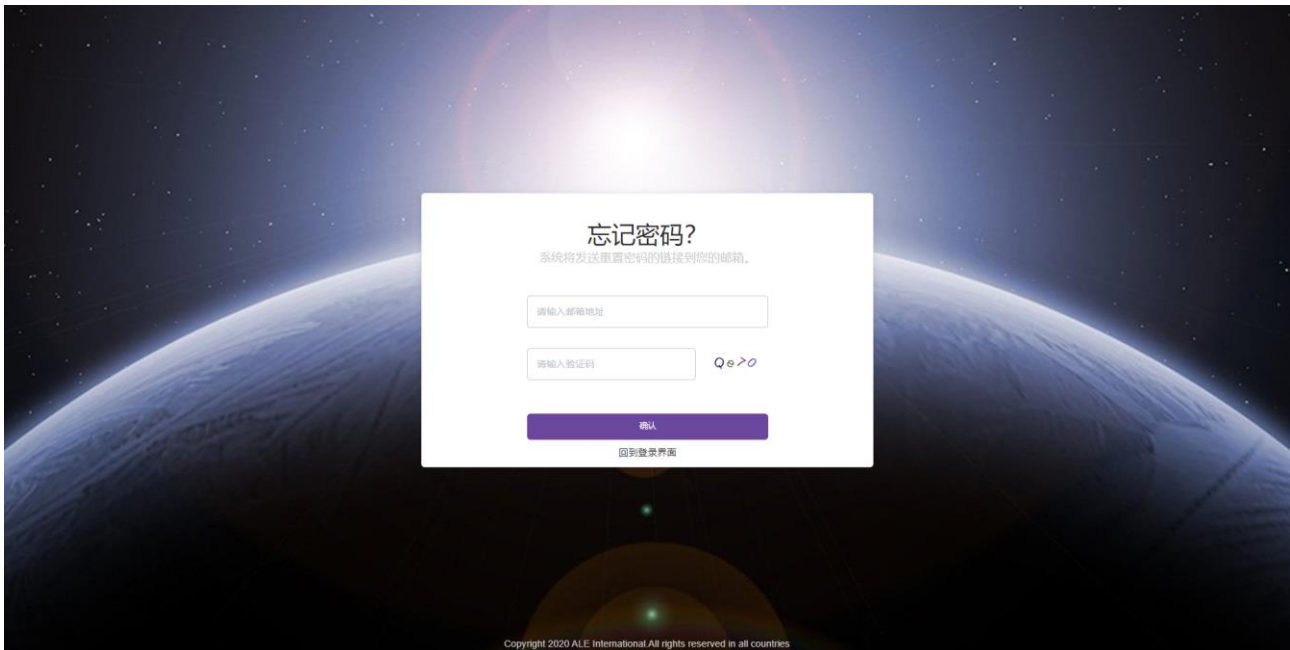 忘记密码?
系统将发送重置密码的链接到您的邮箱。
请输入邮箱地址
请输入验证码
Qe70
确认
回到登录界面
Copyright 2020 ALE International.All rights reserved in all countries